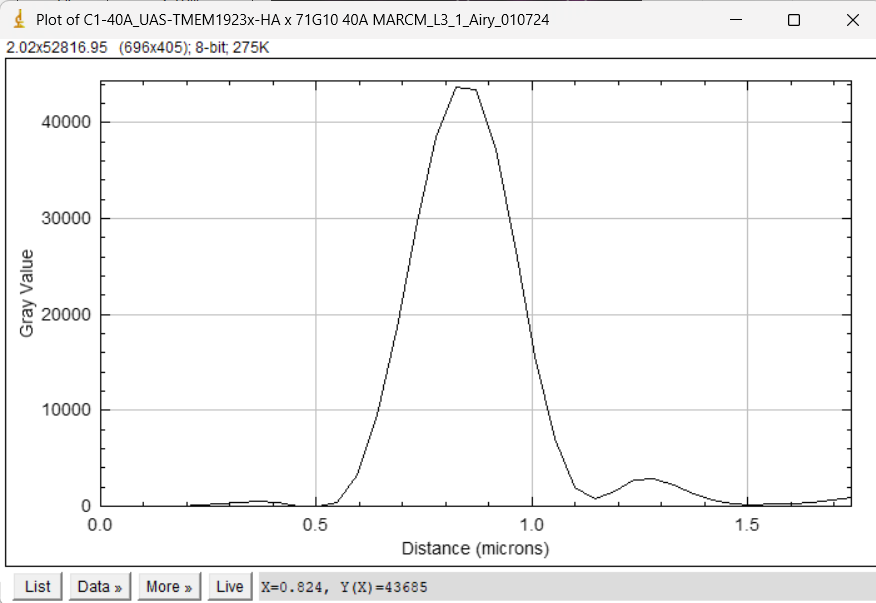 Plot of C1-40A_UAS-TMEM1923x-HA x 71G10 40A MARCM_L3_1_Airy_010724
2.02x52816.95 (696x405); 8-bit; 275K
40000
30000
20000
10000
0
Gray Value
0.0 0.5 1.0 1.5
Distance (microns)
List Data » More » Live X=0.824, Y(X)=43685